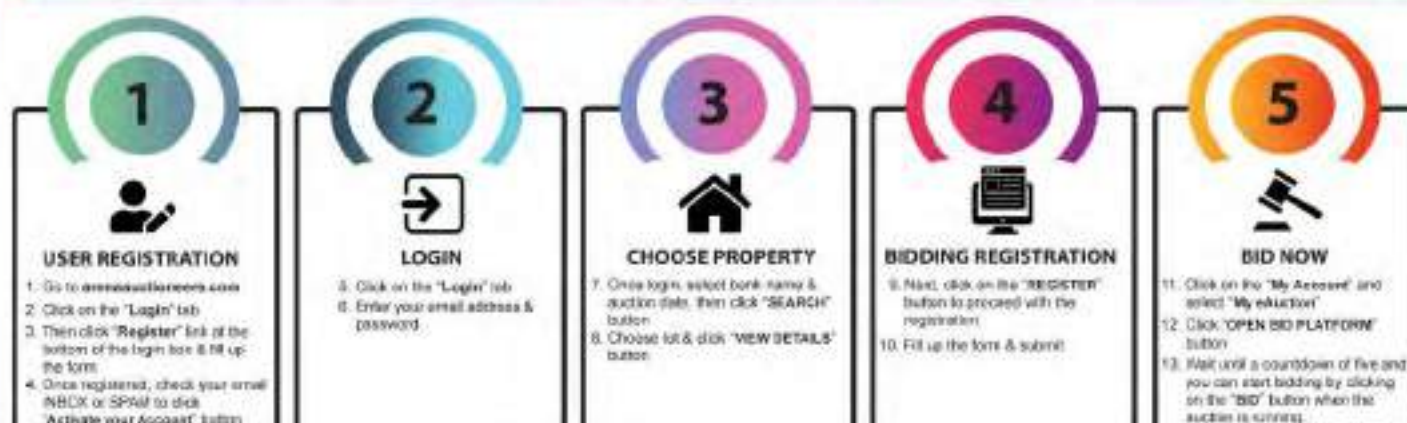 1
USER REGISTRATION
1. Go to arenaauctioneers.com
2. Click on the "Login" tab
3. Then click "Register" link at the
bottom of the login box & fill up
the form
4. Once registered, check your email
INBOX or SPAM to click
"Activate your Account" button
2
LOGIN
5. Click on the "Login" tab
6. Enter your email address &
password
3
CHOOSE PROPERTY
7. Once login, select bank name &
auction date, then click "SEARCH"
button
8. Choose lot & click "VIEW DETAILS"
button
4
BIDDING REGISTRATION
9. Next, click on the "REGISTER"
button to proceed with the
registration
10. Fill up the form & submit
5
BID NOW
11. Click on the "My Account" and
select "My eAuction"
12. Click "OPEN BID PLATFORM"
button
13. Wait until a countdown of five and
you can start bidding by clicking
on the "BID" button when the
auction is running.